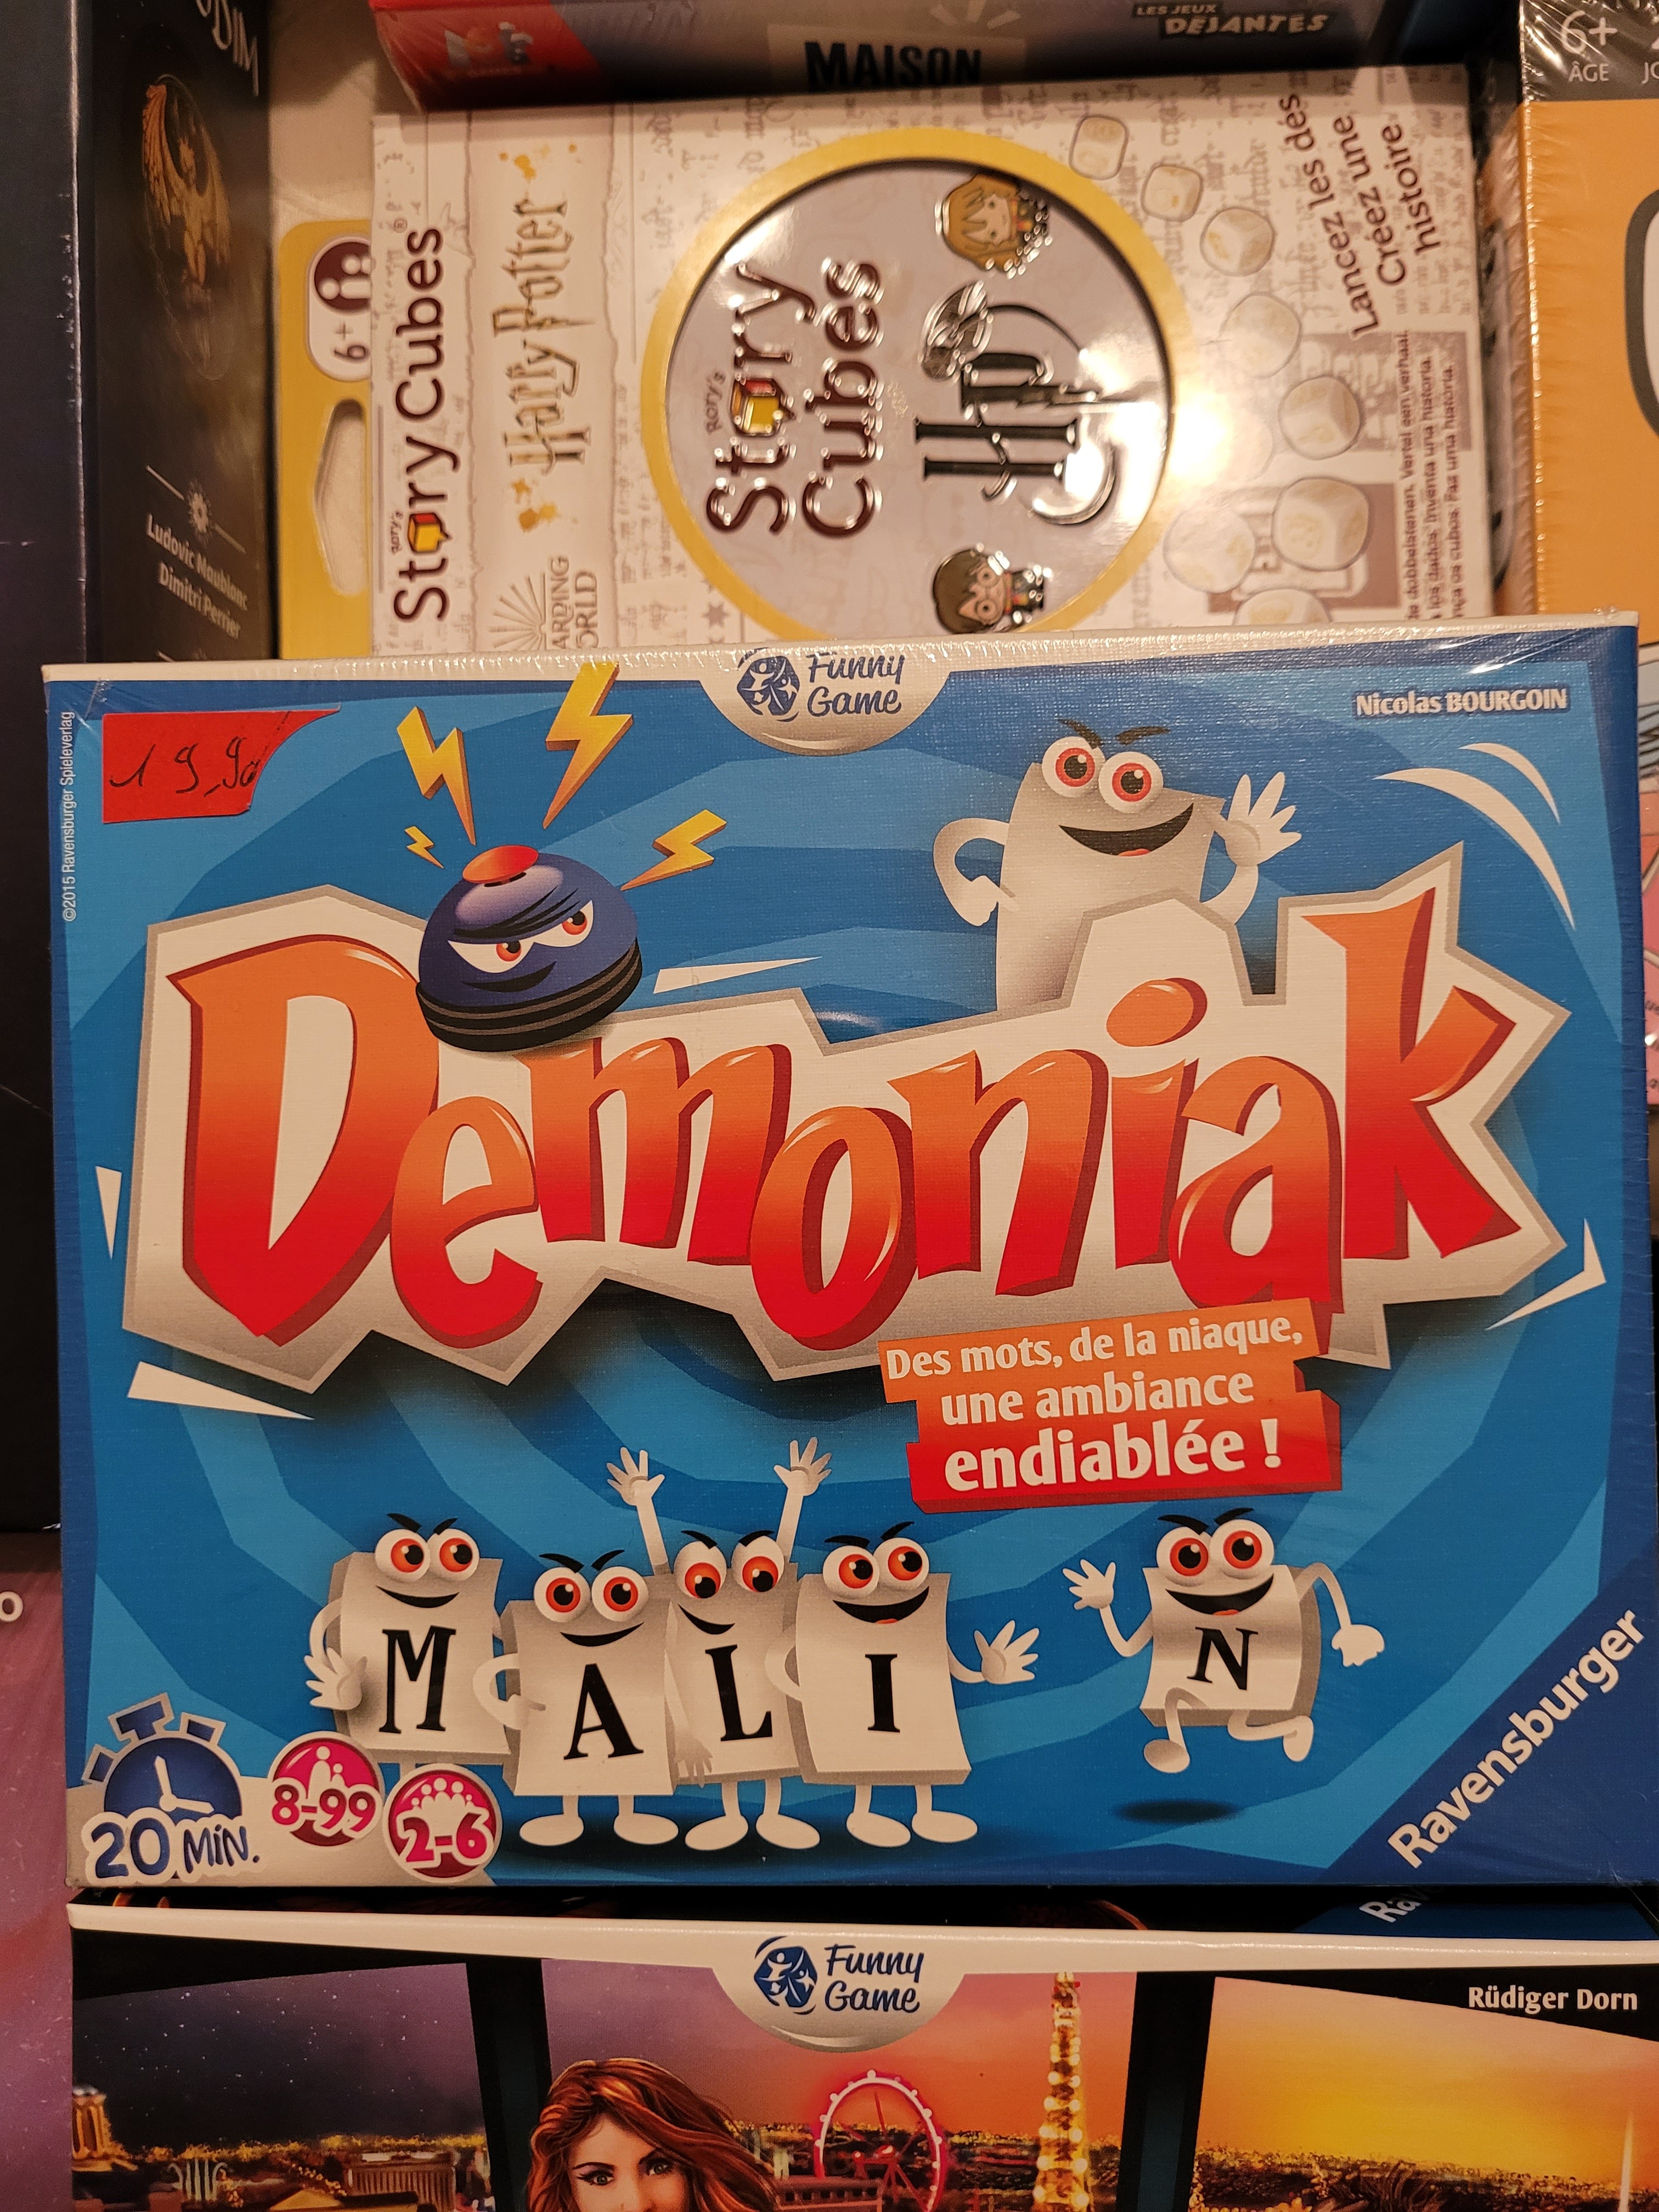 LES JEUX
DÉJANTÉS
MAISON
6+
ÂGE
Ludovic Maublanc
Dimitri Perrier
6+
RORY'S
Story Cubes®
Harry Potter
RORY'S
Story
Cubes
HP
Lancez les dés
Créez une
histoire
Funny
Game
Nicolas BOURGOIN
©2015 Ravensburger Spieleverlag
19,90
Demoniak
Des mots, de la niaque,
une ambiance
endiablée !
M A L I N
20 MIN.
8-99
2-6
Ravensburger
Funny
Game
Rüdiger Dorn